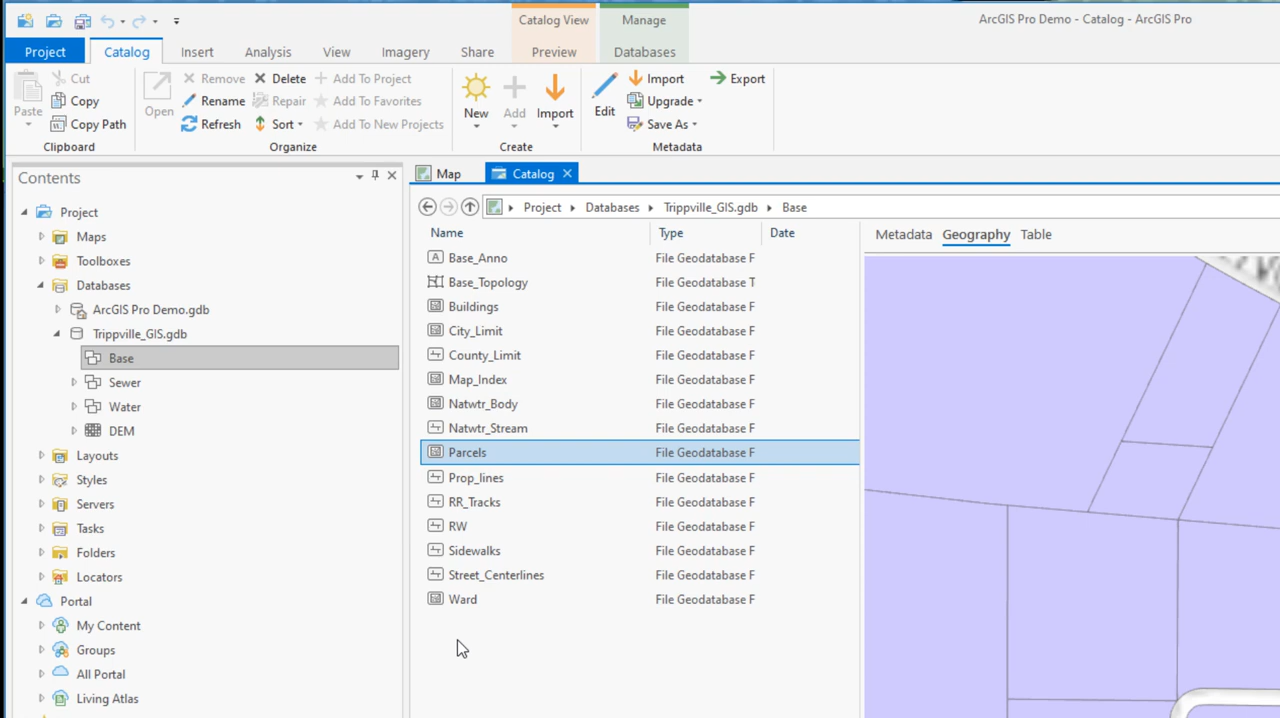 Catalog View
Manage
ArcGIS Pro Demo - Catalog - ArcGIS Pro
Project
Catalog
Insert
Analysis
View
Imagery
Share
Preview
Databases
Paste
Cut
Copy
Copy Path
Clipboard
Open
Remove
Delete
Add To Project
Rename
Repair
Add To Favorites
Refresh
Sort
Add To New Projects
Organize
New
Add
Import
Create
Edit
Import
Export
Upgrade
Save As
Metadata
Contents
Project
Maps
Toolboxes
Databases
ArcGIS Pro Demo.gdb
Trippville_GIS.gdb
Base
Sewer
Water
DEM
Layouts
Styles
Servers
Tasks
Folders
Locators
Portal
My Content
Groups
All Portal
Living Atlas
Map
Catalog
Project
Databases
Trippville_GIS.gdb
Base
Name
Type
Date
Base_Anno
File Geodatabase F
A
Base_Topology
File Geodatabase T
Buildings
File Geodatabase F
City_Limit
File Geodatabase F
County_Limit
File Geodatabase F
Map_Index
File Geodatabase F
Natwtr_Body
File Geodatabase F
Natwtr_Stream
File Geodatabase F
Parcels
File Geodatabase F
Prop_lines
File Geodatabase F
RR_Tracks
File Geodatabase F
RW
File Geodatabase F
Sidewalks
File Geodatabase F
Street_Centerlines
File Geodatabase F
Ward
File Geodatabase F
Metadata
Geography
Table